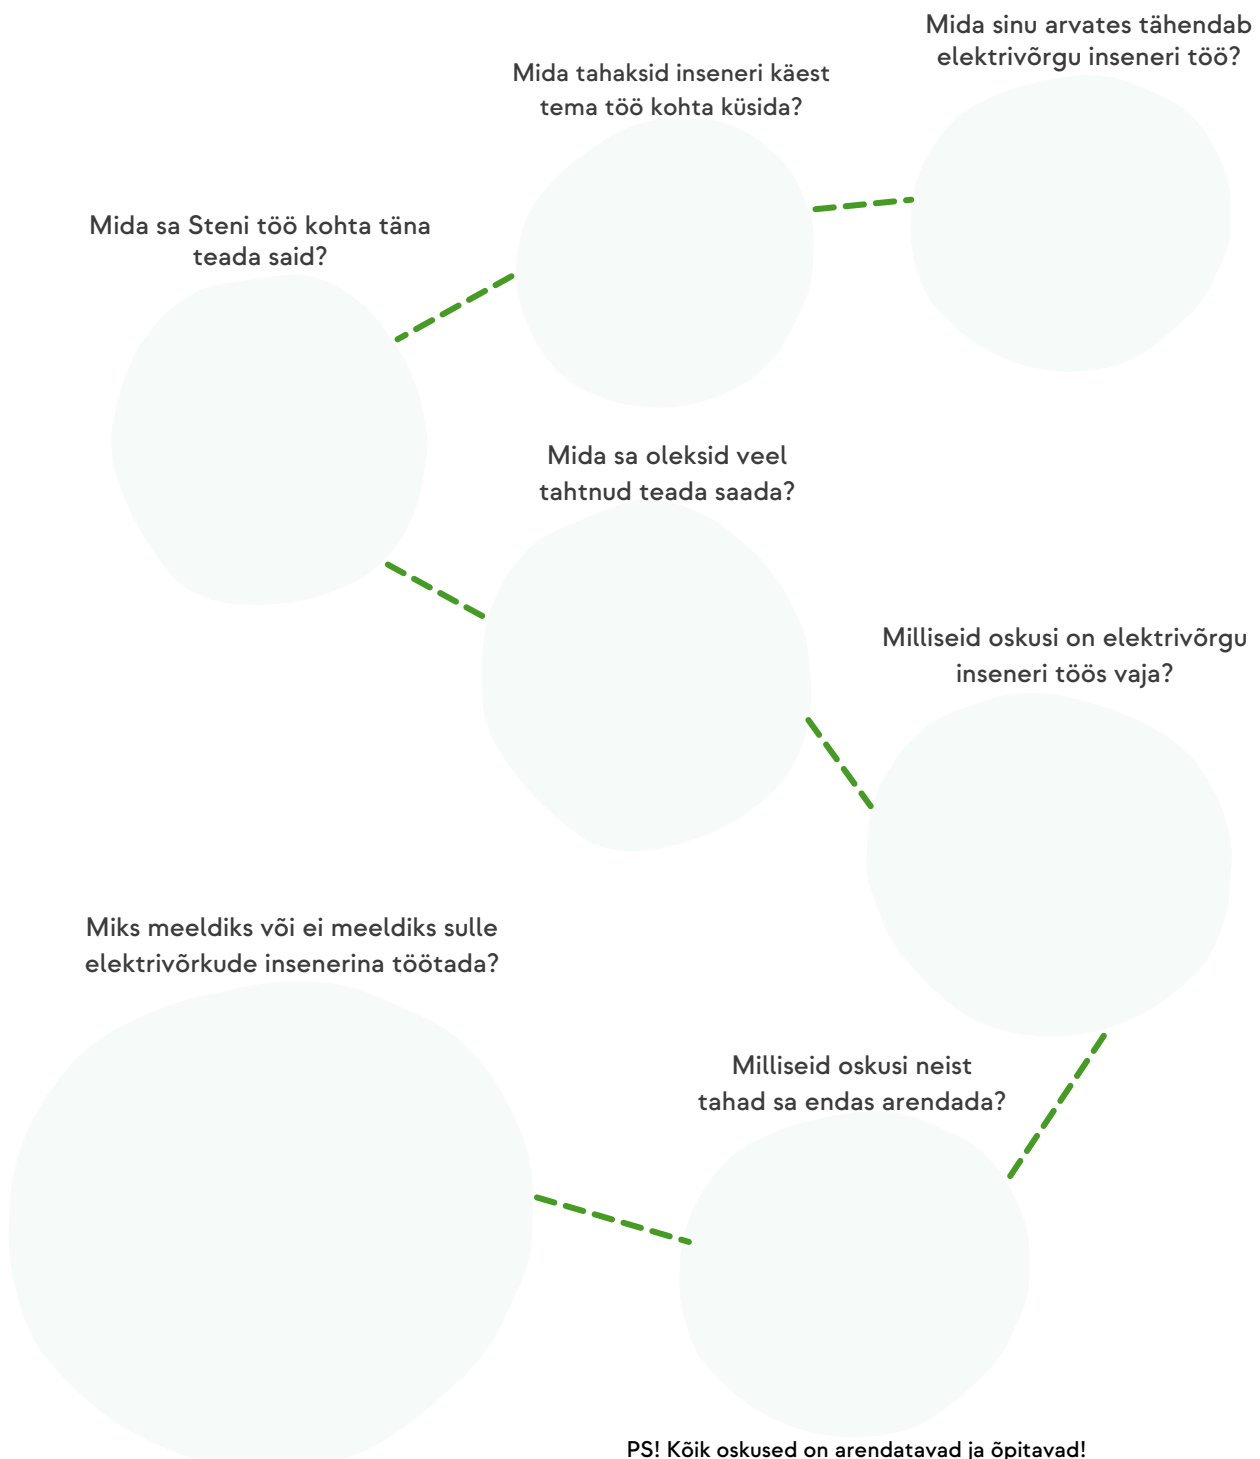 Mida sinu arvates tähendab
elektrivõrgu inseneri töö?
Mida tahaksid inseneri käest
tema töö kohta küsida?
Mida sa Steni töö kohta täna
teada said?
Mida sa oleksid veel
tahtnud teada saada?
Milliseid oskusi on elektrivõrgu
inseneri töös vaja?
Milliseid oskusi neist
tahad sa endas arendada?
Miks meeldiks või ei meeldiks sulle
elektrivõrkude insenerina töötada?
PS! Kõik oskused on arendatavad ja õpitavad!